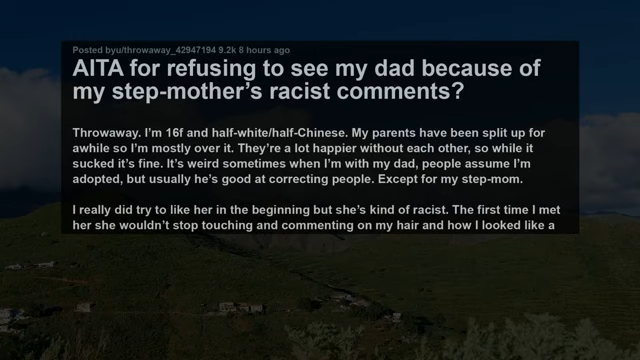 Posted byu/throwaway_42947194 9.2k 8 hours ago
AITA for refusing to see my dad because of
my step-mother’s racist comments?
Throwaway. I’m 16f and half-white/half-Chinese. My parents have been split up for
awhile so I’m mostly over it. They’re a lot happier without each other, so while it
sucked it’s fine. It’s weird sometimes when I’m with my dad, people assume I’m
adopted, but usually he’s good at correcting people. Except for my step-mom.
I really did try to like her in the beginning but she’s kind of racist. The first time I met
her she wouldn’t stop touching and commenting on my hair and how I looked like a